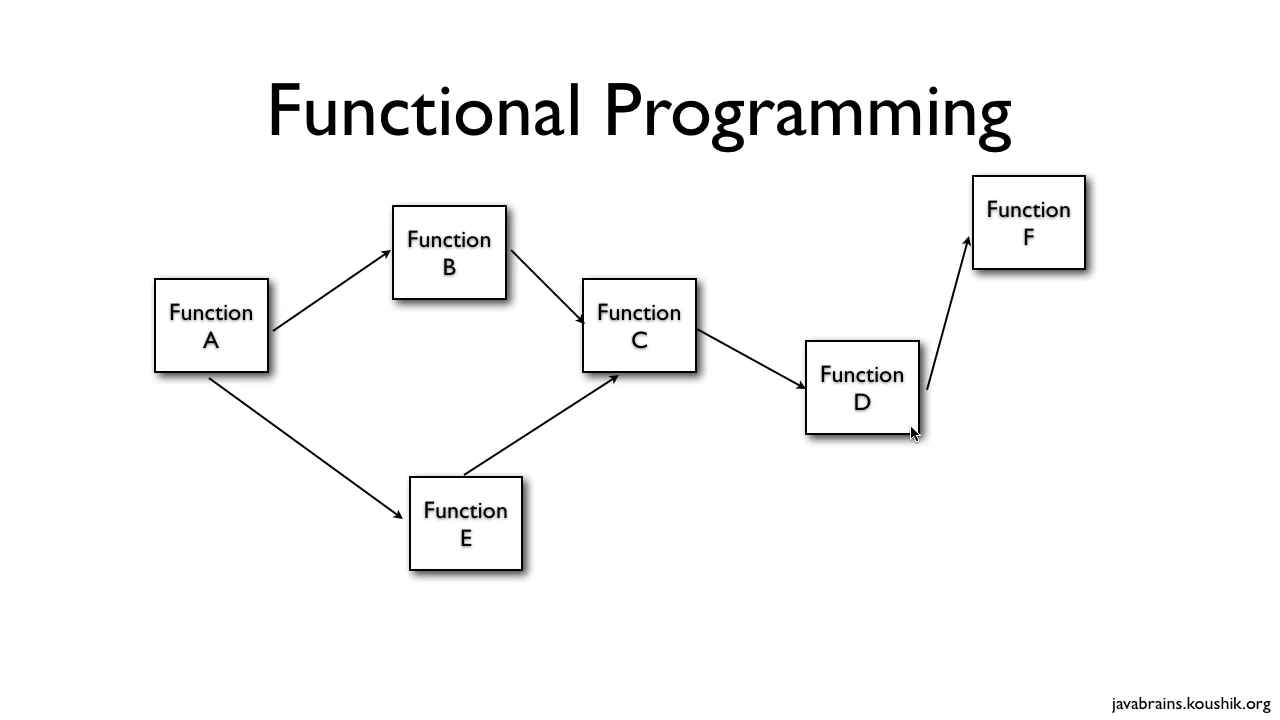 Functional Programming
Function
F
Function
B
Function
A
Function
C
Function
D
Function
E
javabrains.koushik.org